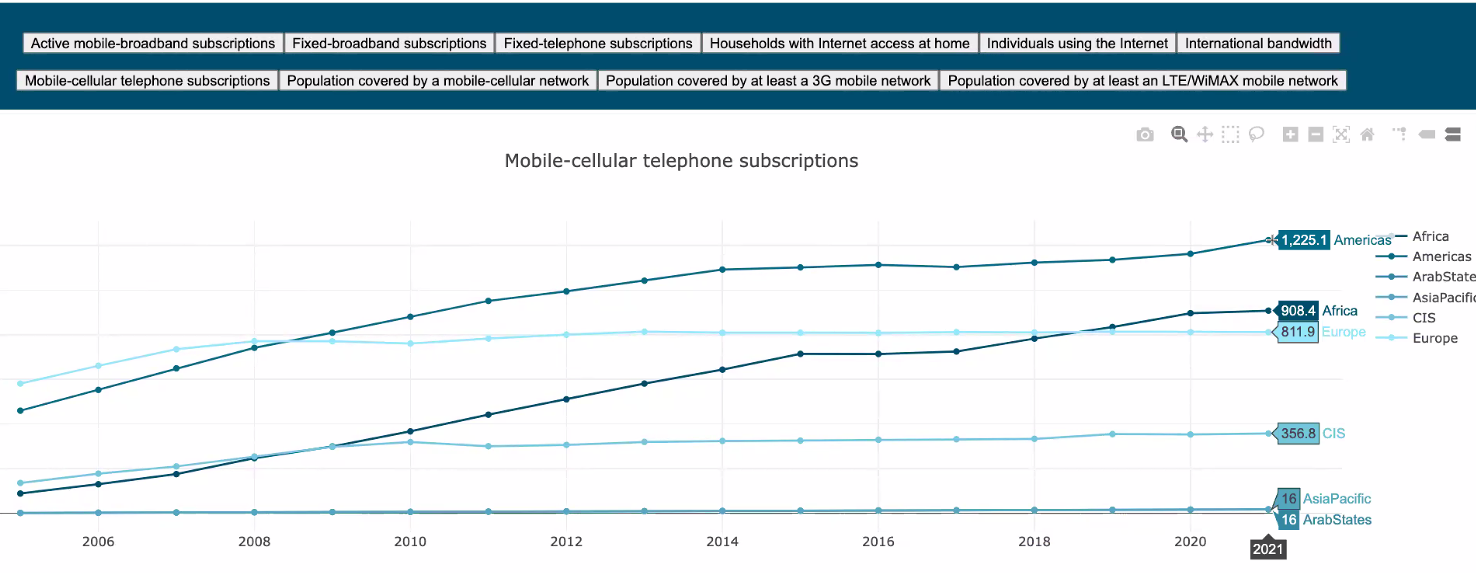 Active mobile-broadband subscriptions Fixed-broadband subscriptions Fixed-telephone subscriptions Households with Internet access at home Individuals using the Internet International bandwidth
Mobile-cellular telephone subscriptions Population covered by a mobile-cellular network Population covered by at least a 3G mobile network Population covered by at least an LTE/WiMAX mobile network
Mobile-cellular telephone subscriptions
1,225.1 Americas
908.4 Africa
811.9 Europe
356.8 CIS
16 AsiaPacific
16 ArabStates
Africa
Americas
ArabState
AsiaPacific
CIS
Europe
2006 2008 2010 2012 2014 2016 2018 2020
2021